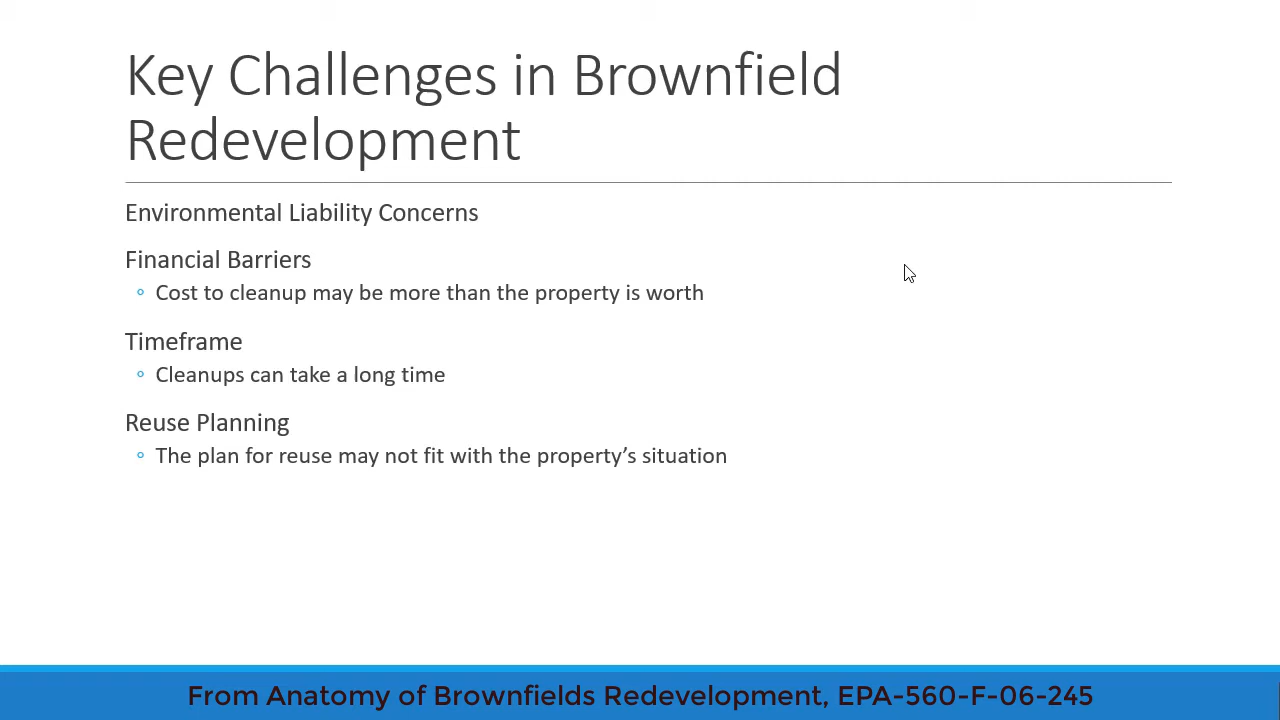 Key Challenges in Brownfield
Redevelopment
Environmental Liability Concerns
Financial Barriers
◦ Cost to cleanup may be more than the property is worth
Timeframe
◦ Cleanups can take a long time
Reuse Planning
◦ The plan for reuse may not fit with the property’s situation
From Anatomy of Brownfields Redevelopment, EPA-560-F-06-245